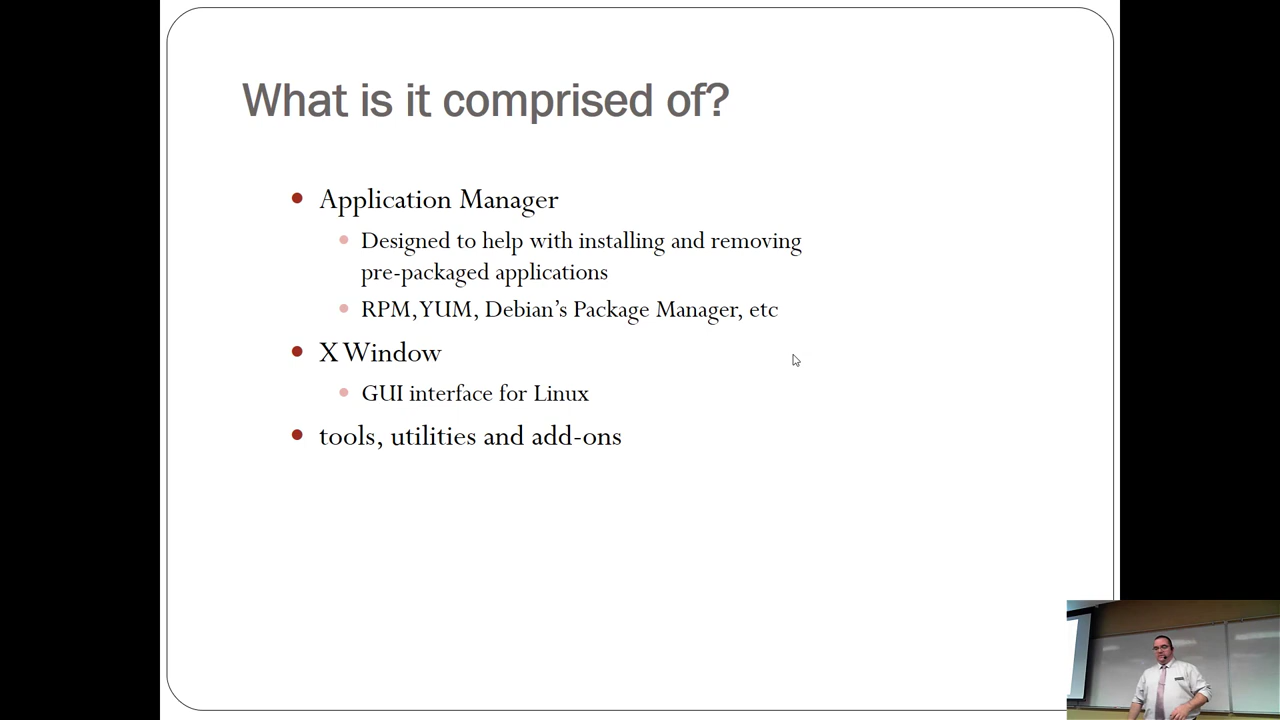 What is it comprised of?
Application Manager
Designed to help with installing and removing
pre-packaged applications
RPM, YUM, Debian's Package Manager, etc
X Window
GUI interface for Linux
tools, utilities and add-ons